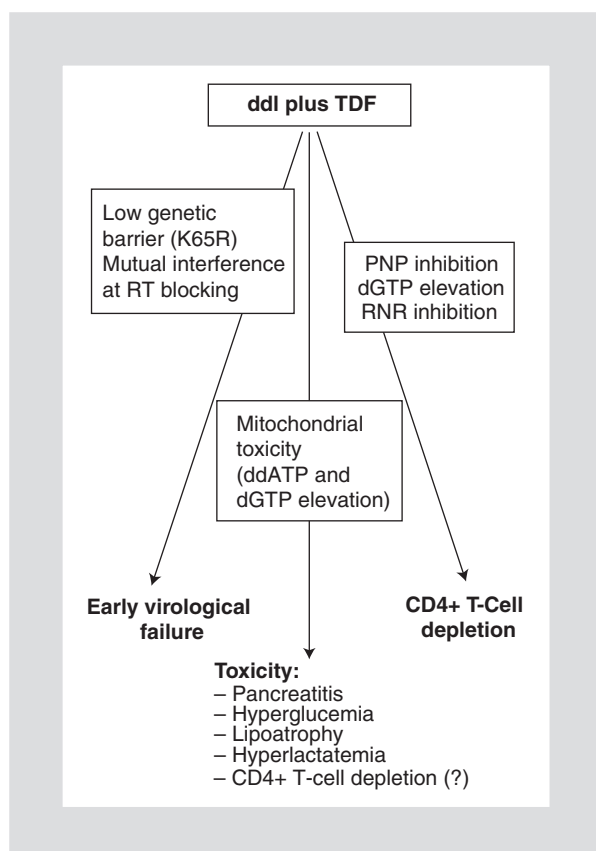 ddI plus TDF
Low genetic
barrier (K65R)
Mutual interference
at RT blocking
PNP inhibition
dGTP elevation
RNR inhibition
Mitochondrial
toxicity
(ddATP and
dGTP elevation)
Early virological
failure
CD4+ T-Cell
depletion
Toxicity:
– Pancreatitis
– Hyperglucemia
– Lipoatrophy
– Hyperlactatemia
– CD4+ T-cell depletion (?)